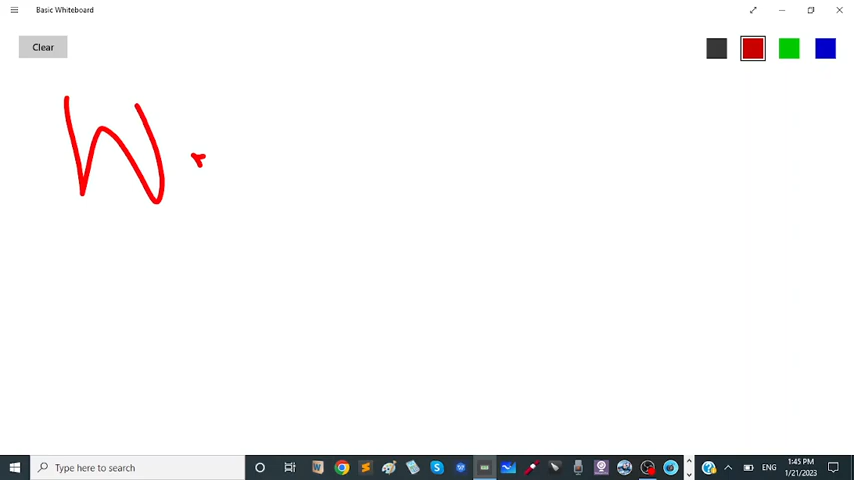 Basic Whiteboard
Clear
W
Type here to search
ENG
1:45 PM
1/21/2023